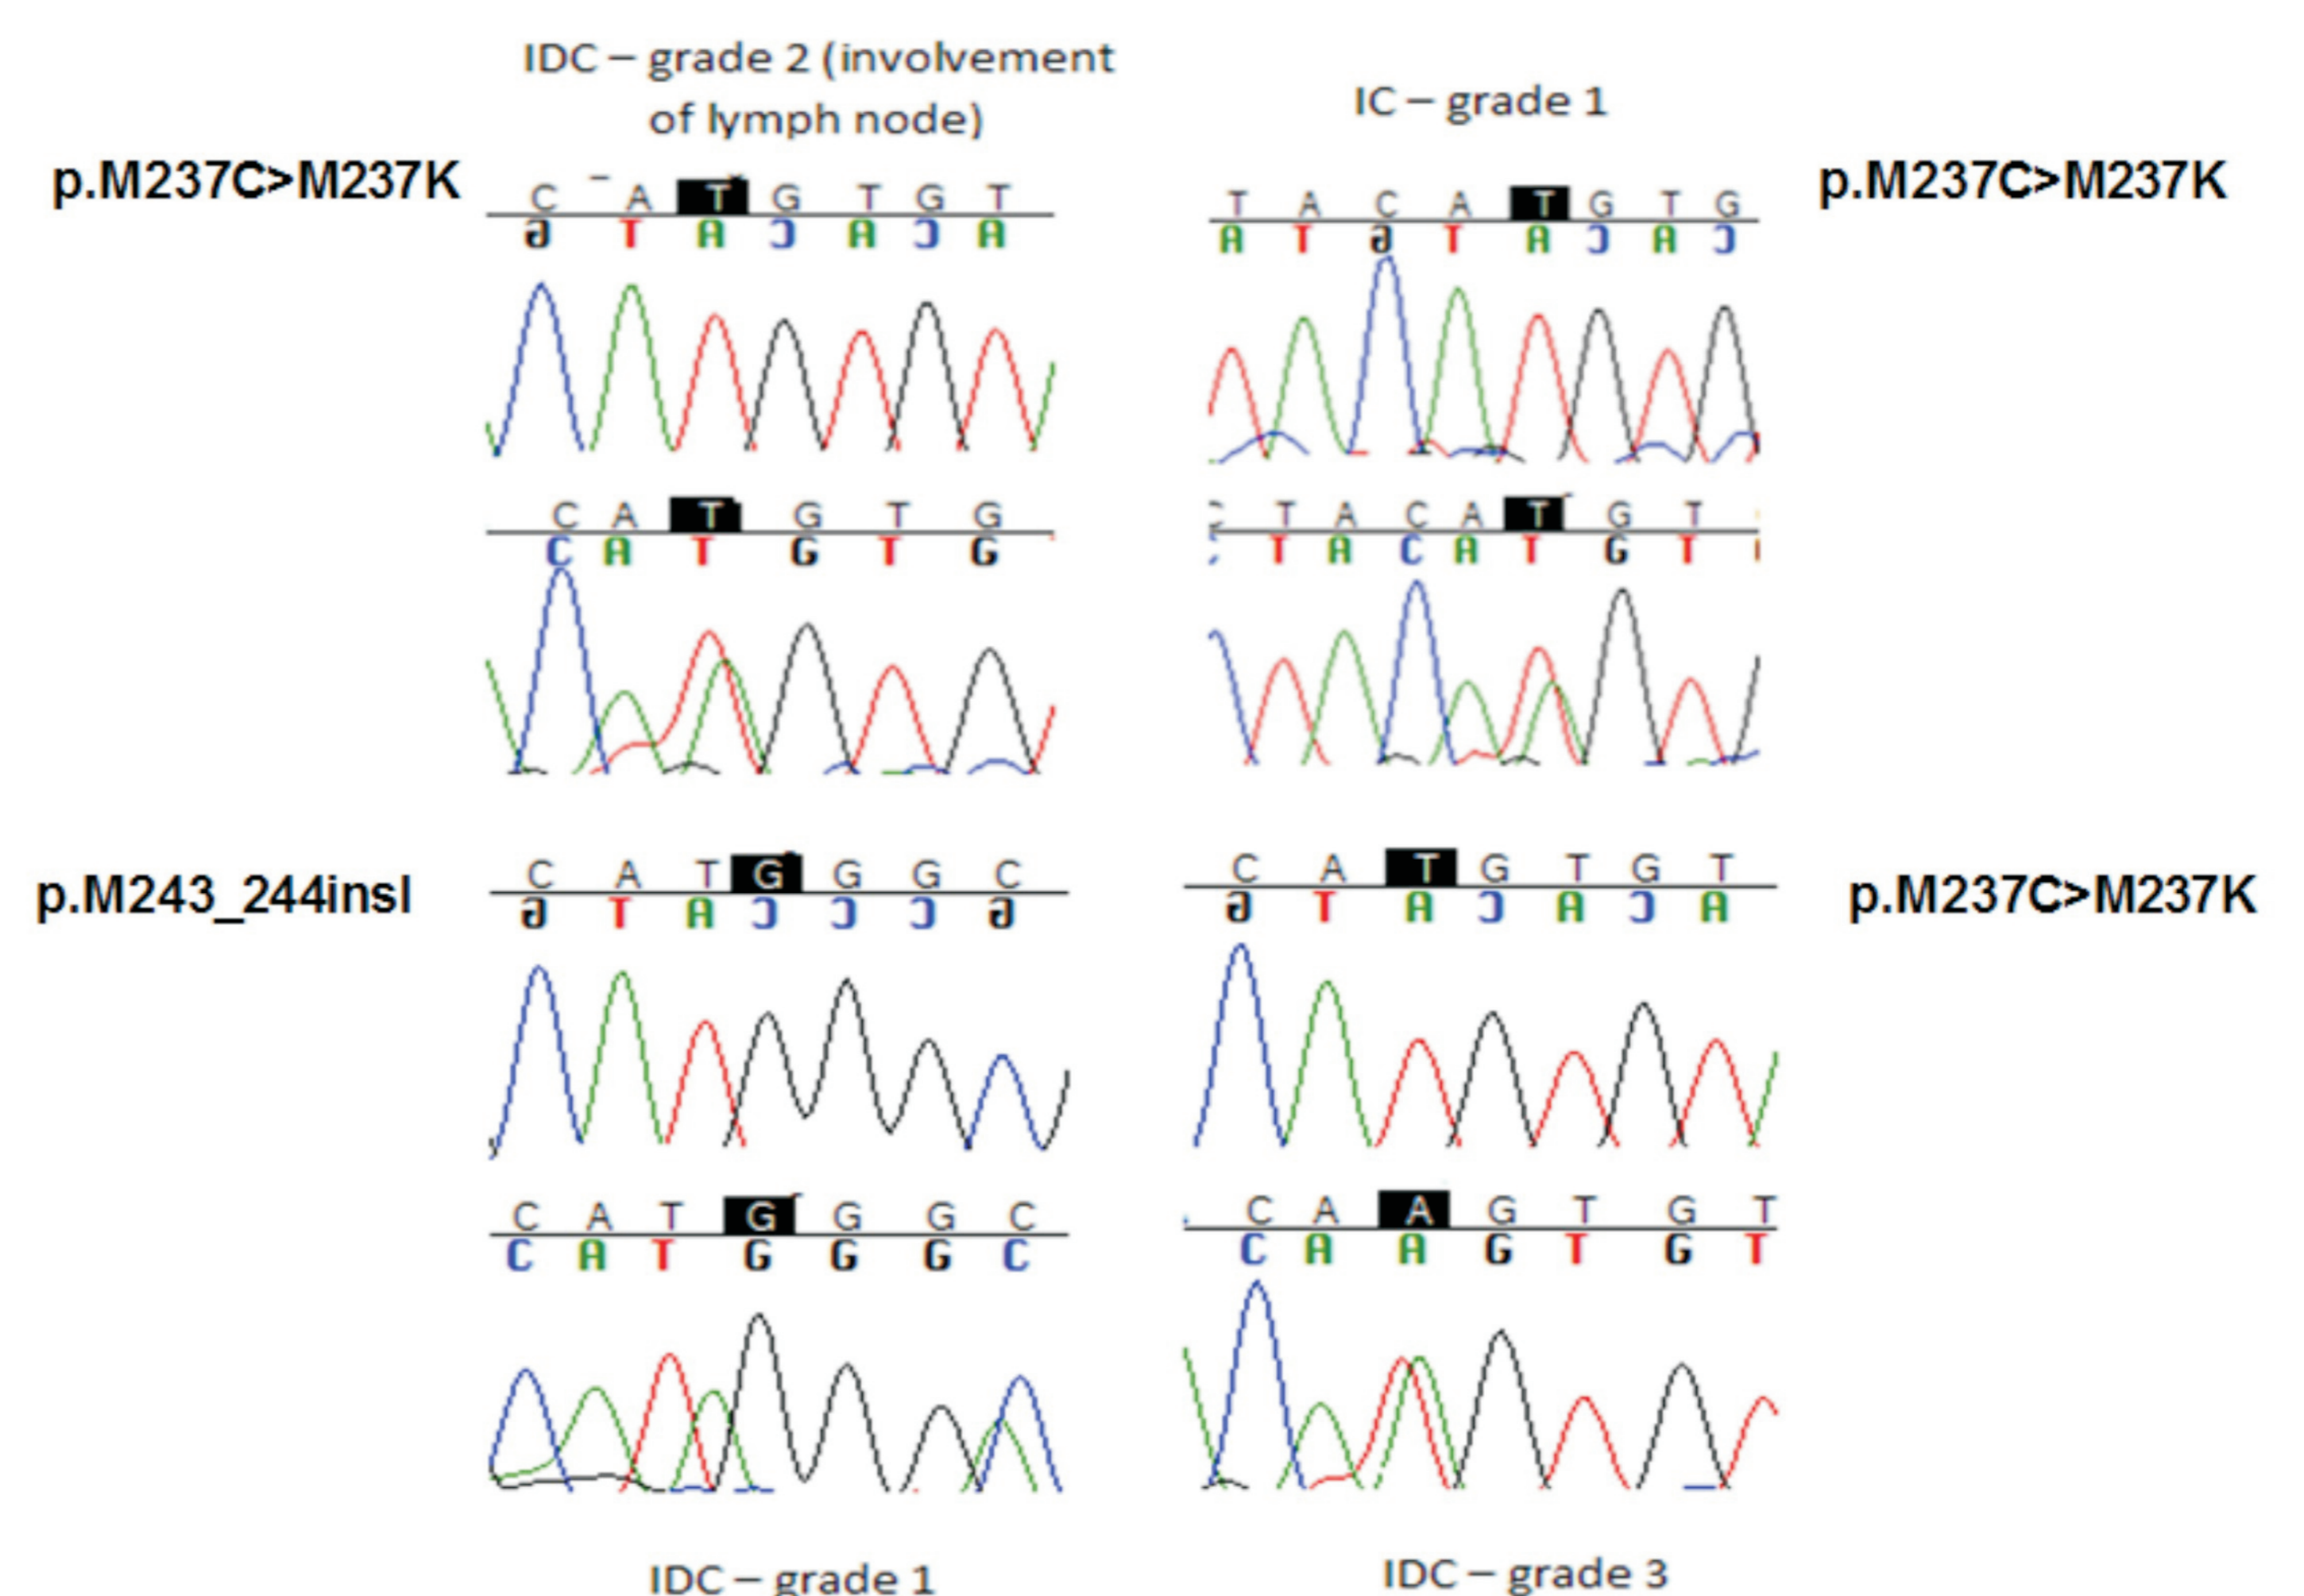 IDC – grade 2 (involvement
of lymph node)
p.M237C>M237K
C A T G T G T
G T A C A C A
C A T G T G
C A T G T G
IC – grade 1
p.M237C>M237K
T A C A T G T G
A T G T A C A C
T A C A T G T
T A C A T G T
p.M243_244insI
C A T G G G C
G T A C C C G
C A T G G G C
C A T G G G C
IDC – grade 1
p.M237C>M237K
C A T G T G T
G T A C A C A
C A A G T G T
C A A G T G T
IDC – grade 3